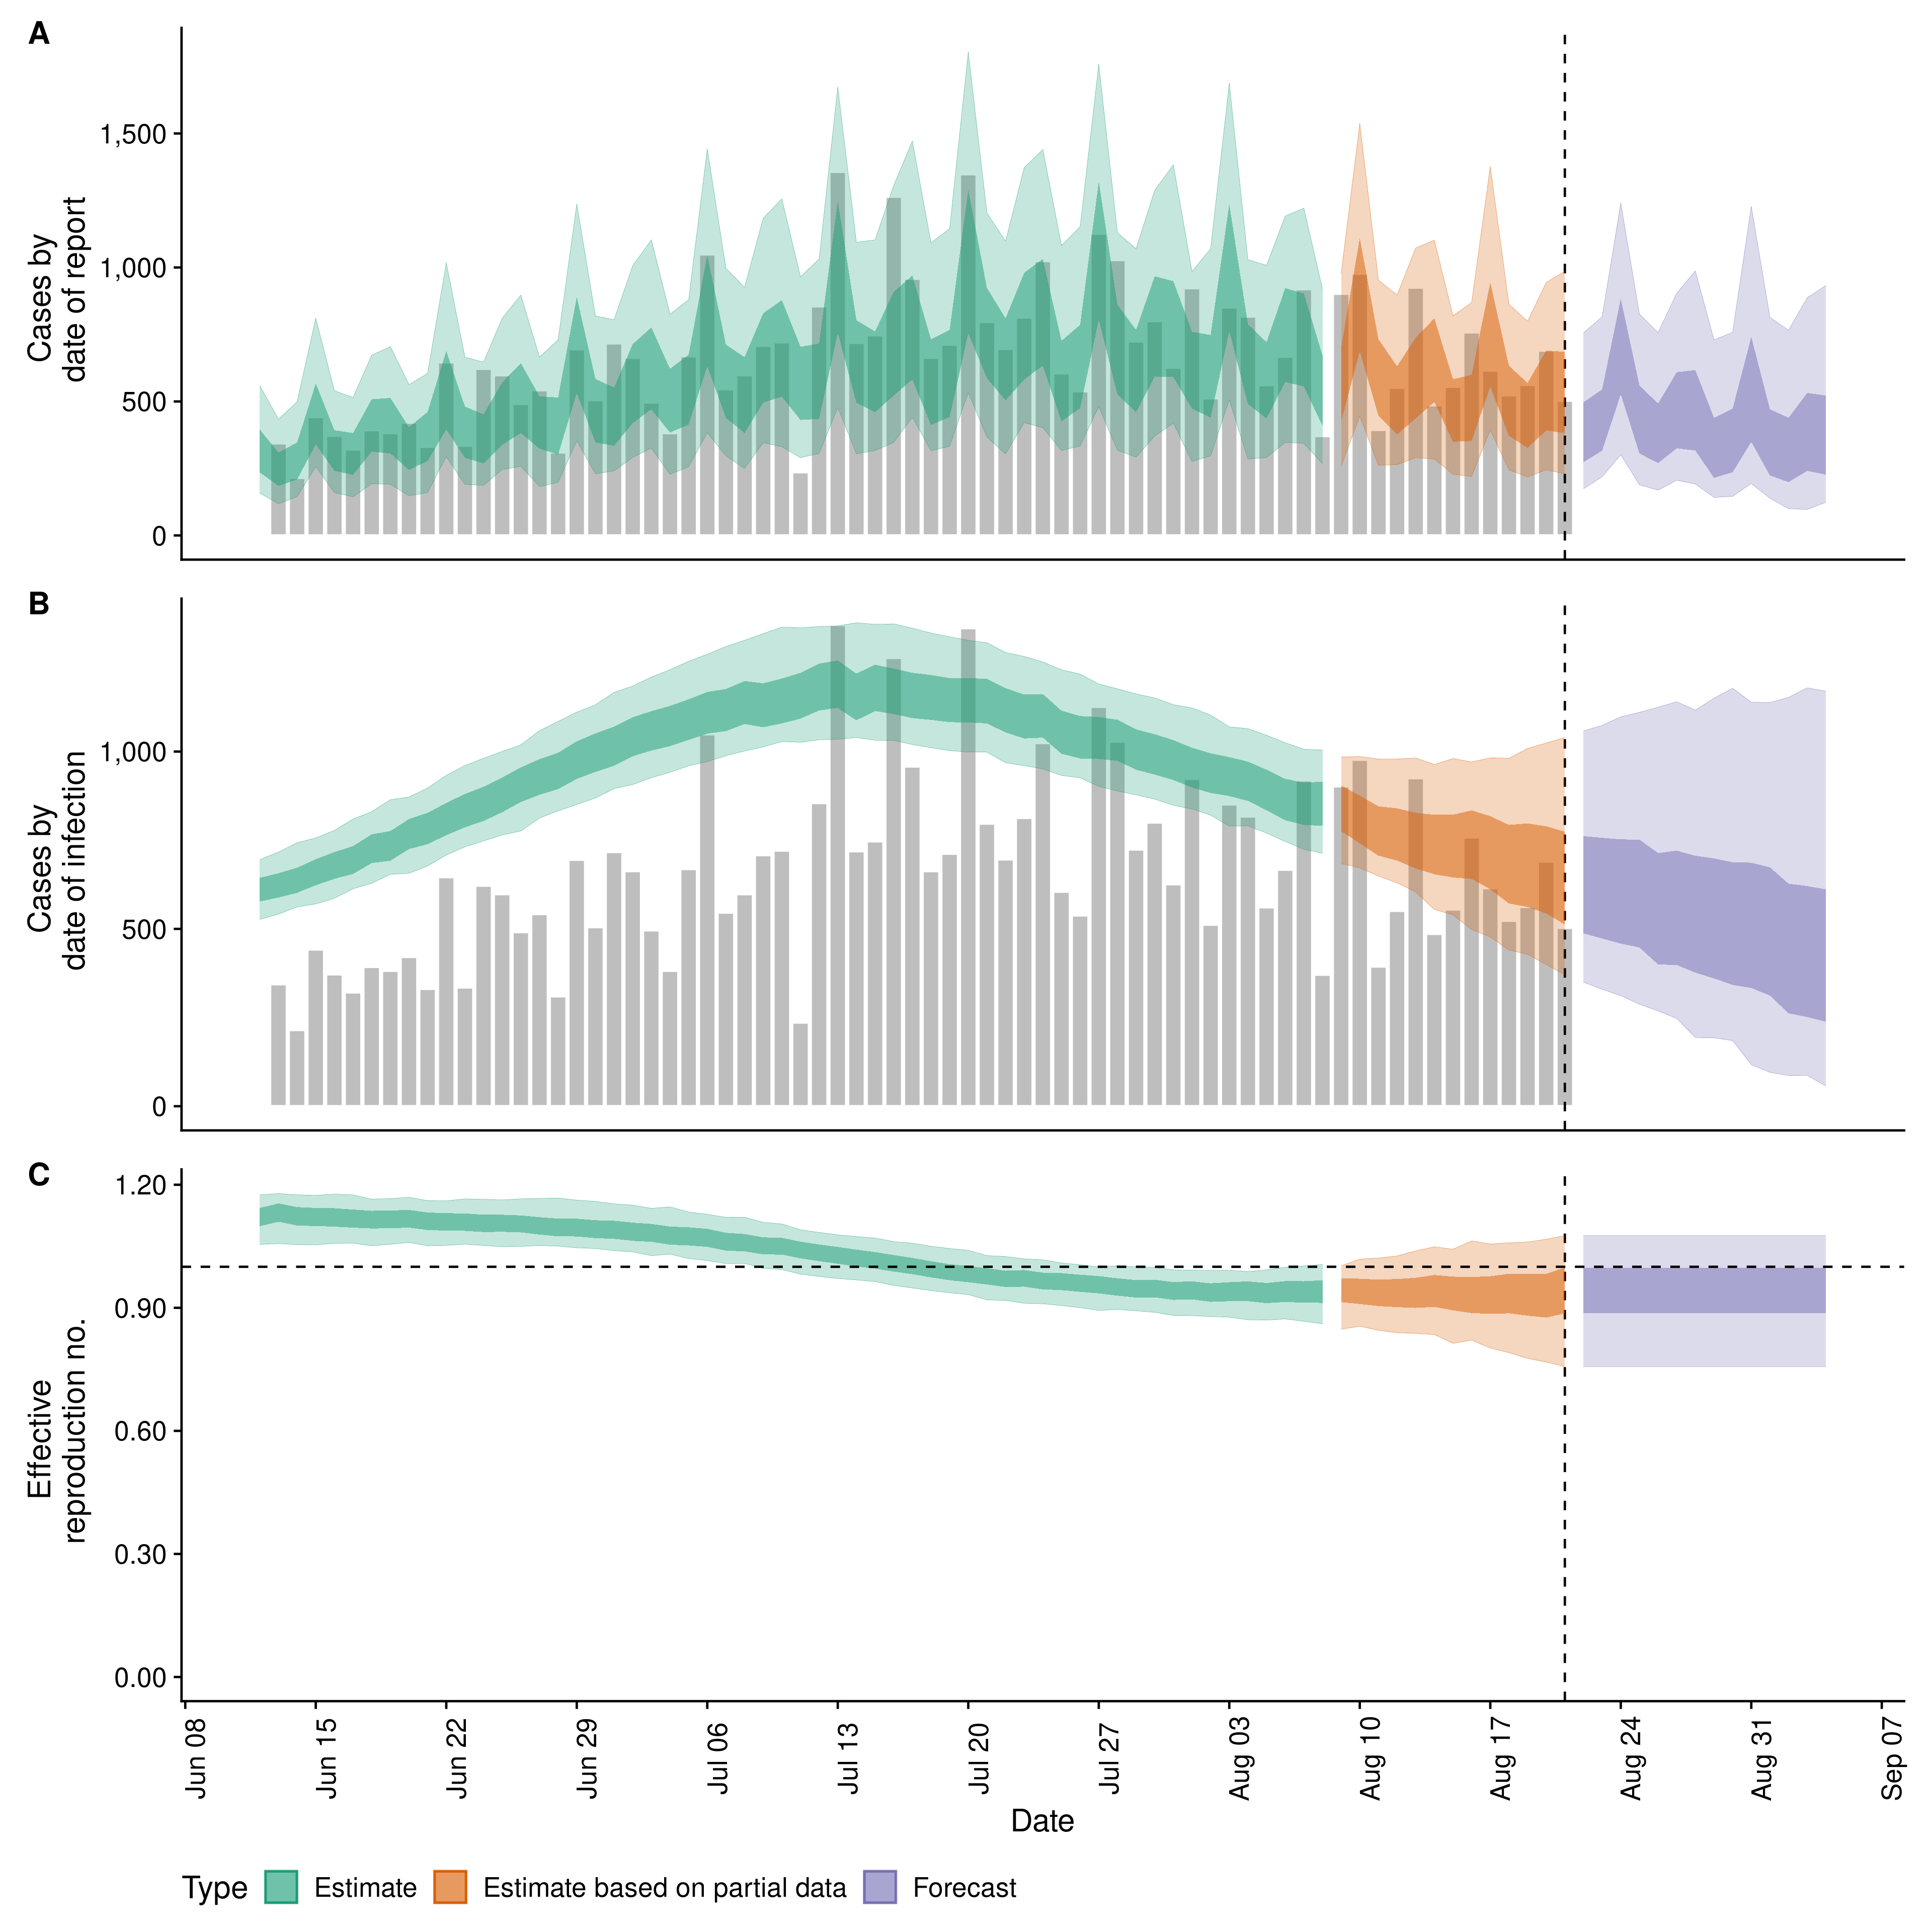 A
Cases by
date of report
1,500
1,000
500
0
B
Cases by
date of infection
1,000
500
0
C
Effective
reproduction no.
1.20
0.90
0.60
0.30
0.00
Jun 08
Jun 15
Jun 22
Jun 29
Jul 06
Jul 13
Jul 20
Jul 27
Aug 03
Aug 10
Aug 17
Aug 24
Aug 31
Sep 07
Date
Type Estimate Estimate based on partial data Forecast